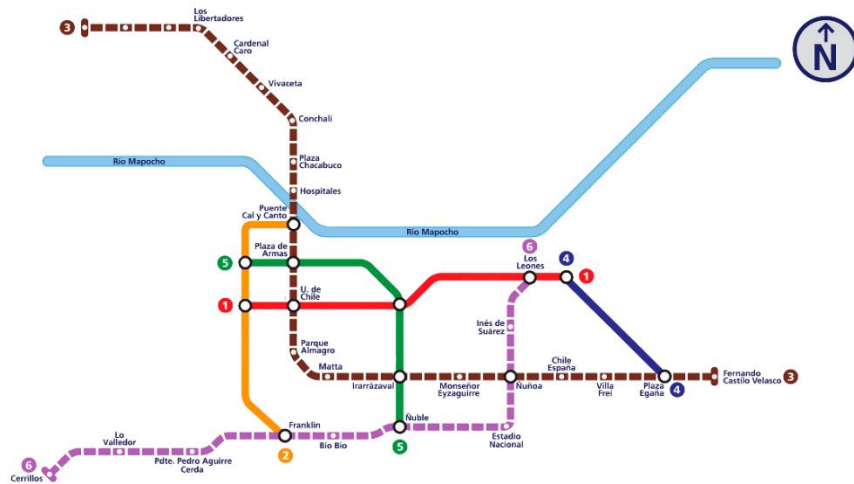 Los
Libertadores
3
Cardenal
Caro
N
Vivaceta
Conchalí
Plaza
Chacabuco
Río Mapocho
Hospitales
Puente
Cal y Canto
Río Mapocho
6
Plaza de
Armas
Los
Leones
4
5
1
U. de
Chile
1
Inés de
Suárez
Parque
Almagro
Matta
Irarrázaval
Monseñor
Eyzaguirre
Ñuñoa
Chile
España
Villa
Frei
Plaza
Egaña
4
Fernando
Castilo Velasco
3
Franklin
Ñuble
Lo
Valledor
Bío Bío
Estadio
Nacional
Pdte. Pedro Aguirre
Cerda
2
5
6
Cerrillos